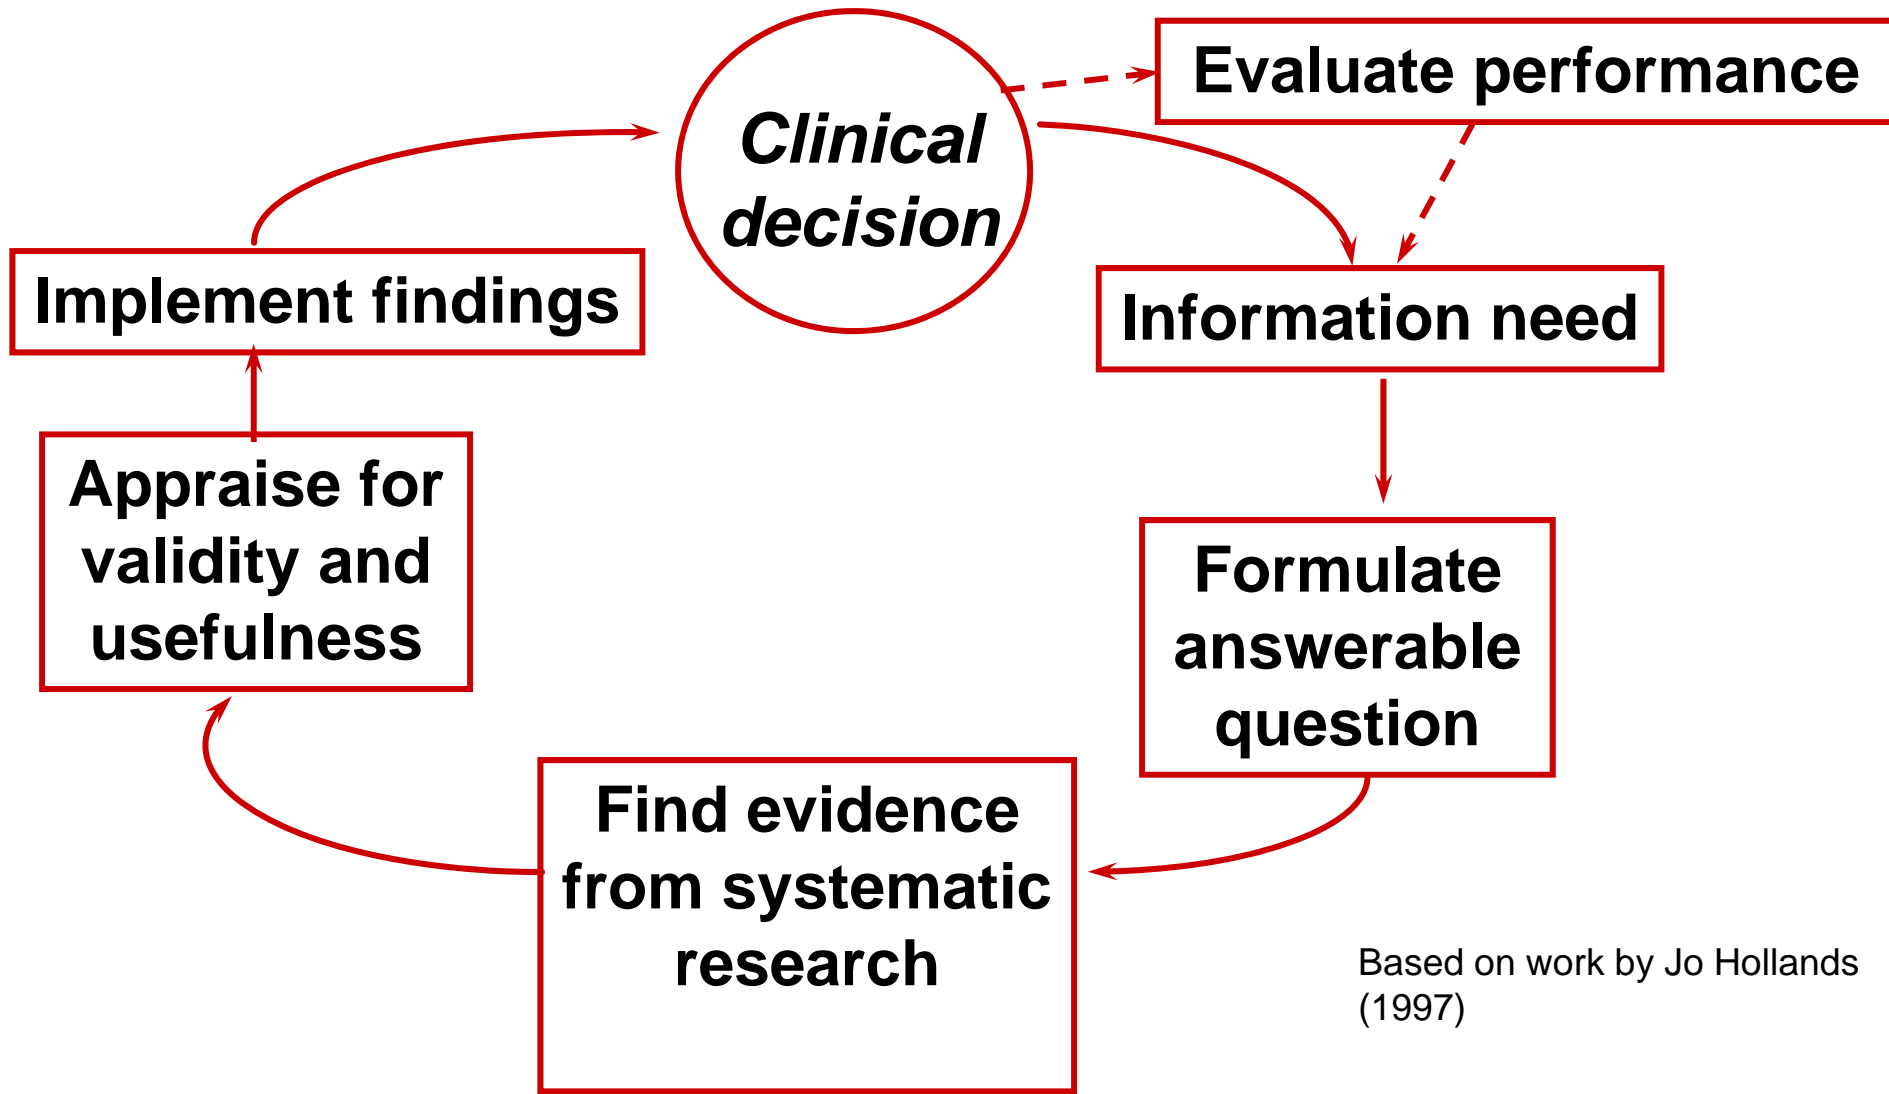 Clinical
decision
Evaluate performance
Information need
Formulate
answerable
question
Find evidence
from systematic
research
Appraise for
validity and
usefulness
Implement findings
Based on work by Jo Hollands
(1997)